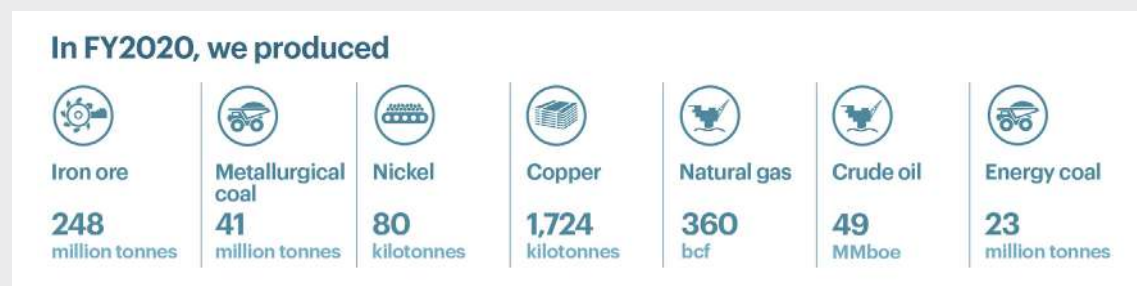 In FY2020, we produced
Iron ore
248
million tonnes
Metallurgical
coal
41
million tonnes
Nickel
80
kilotonnes
Copper
1,724
kilotonnes
Natural gas
360
bcf
Crude oil
49
MMboe
Energy coal
23
million tonnes